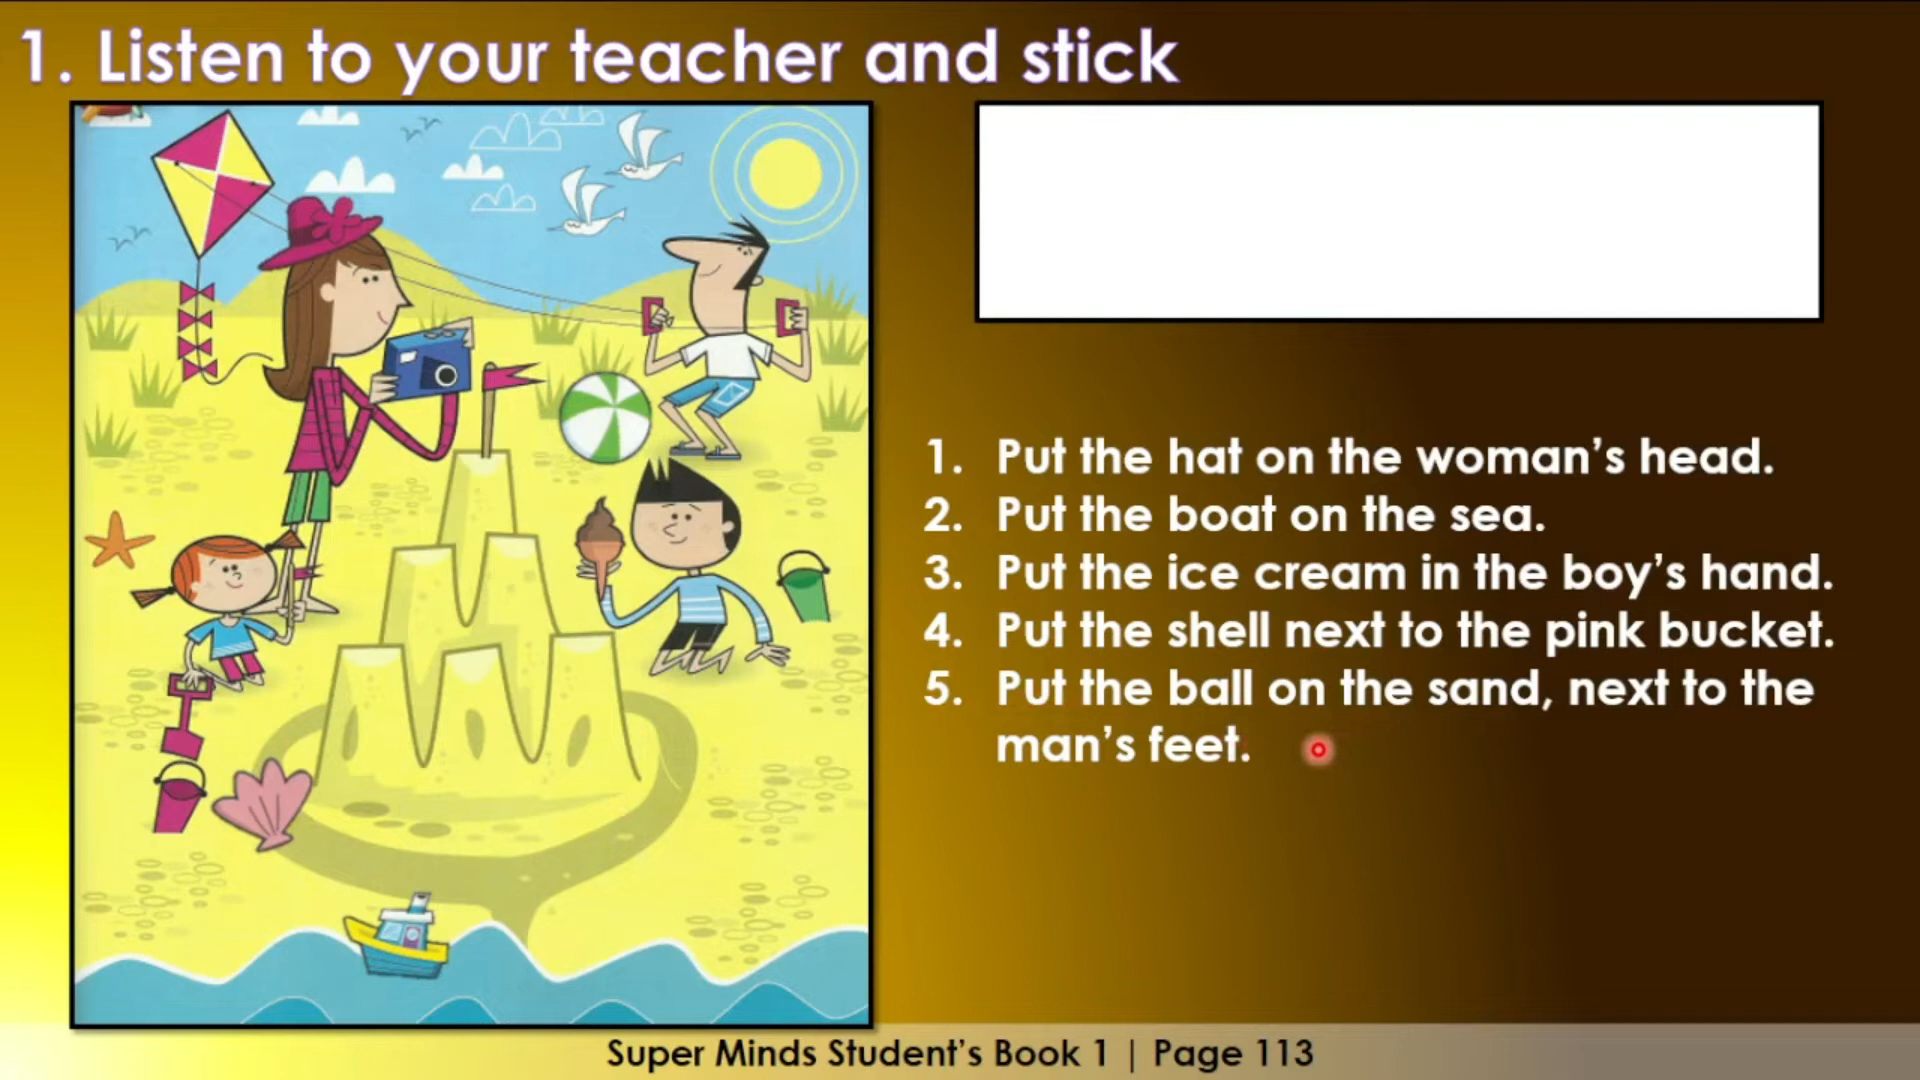 1. Listen to your teacher and stick
1. Put the hat on the woman's head.
2. Put the boat on the sea.
3. Put the ice cream in the boy's hand.
4. Put the shell next to the pink bucket.
5. Put the ball on the sand, next to the
man's feet.
Super Minds Student's Book 1 | Page 113